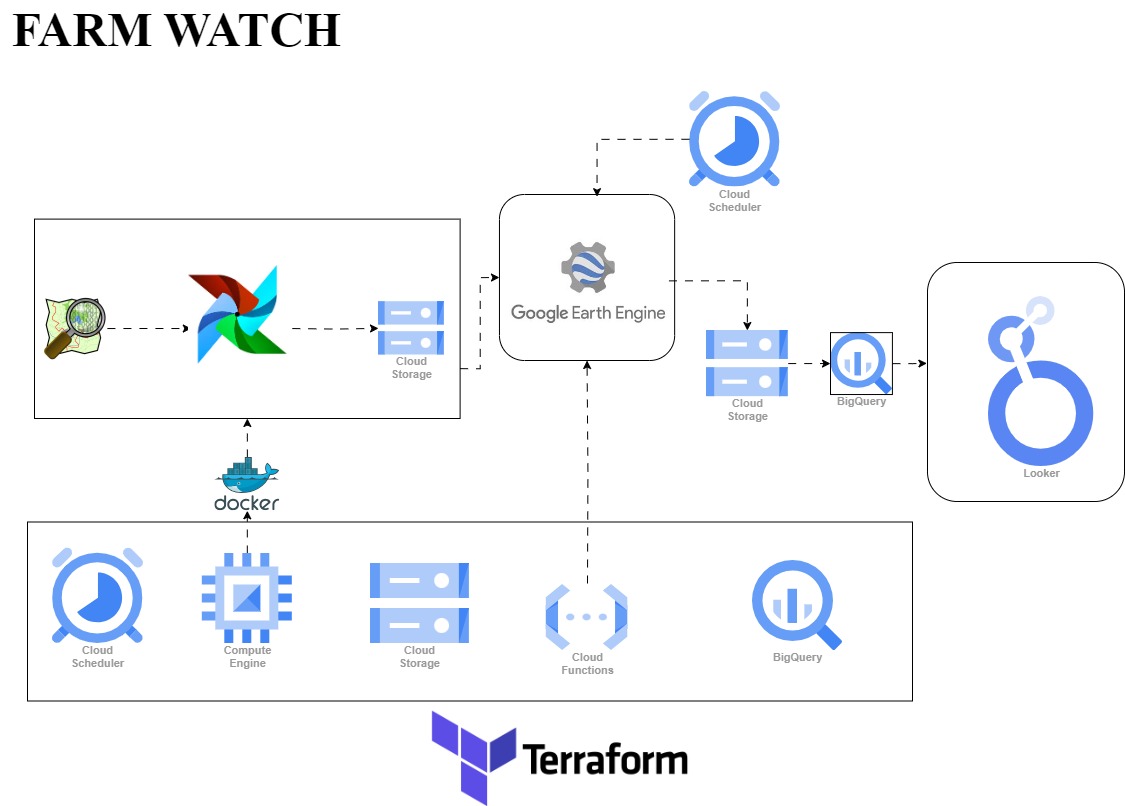 FARM WATCH
Cloud
Scheduler
Google Earth Engine
Cloud
Storage
Cloud
Storage
BigQuery
Looker
docker
Cloud
Scheduler
Compute
Engine
Cloud
Storage
Cloud
Functions
BigQuery
Terraform